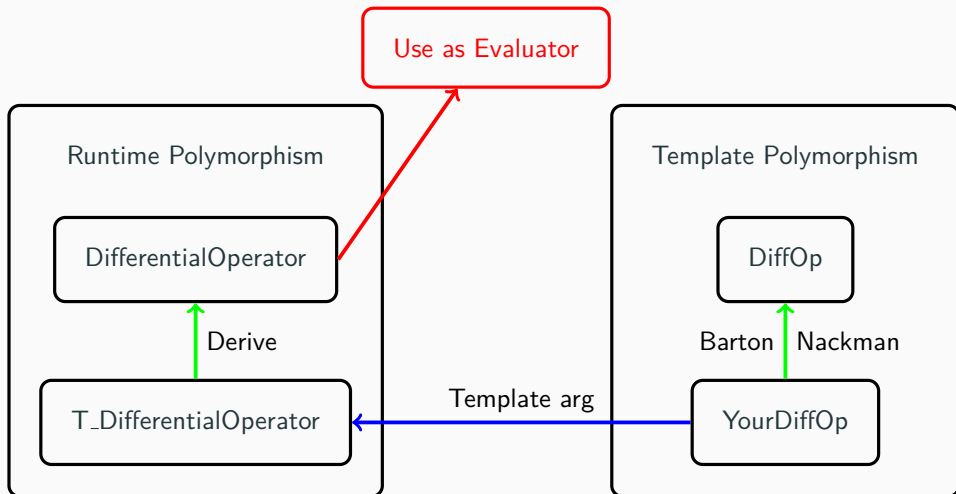 Use as Evaluator
Runtime Polymorphism
Template Polymorphism
DifferentialOperator
DiffOp
Derive
Barton
Nackman
Template arg
T_DifferentialOperator
YourDiffOp